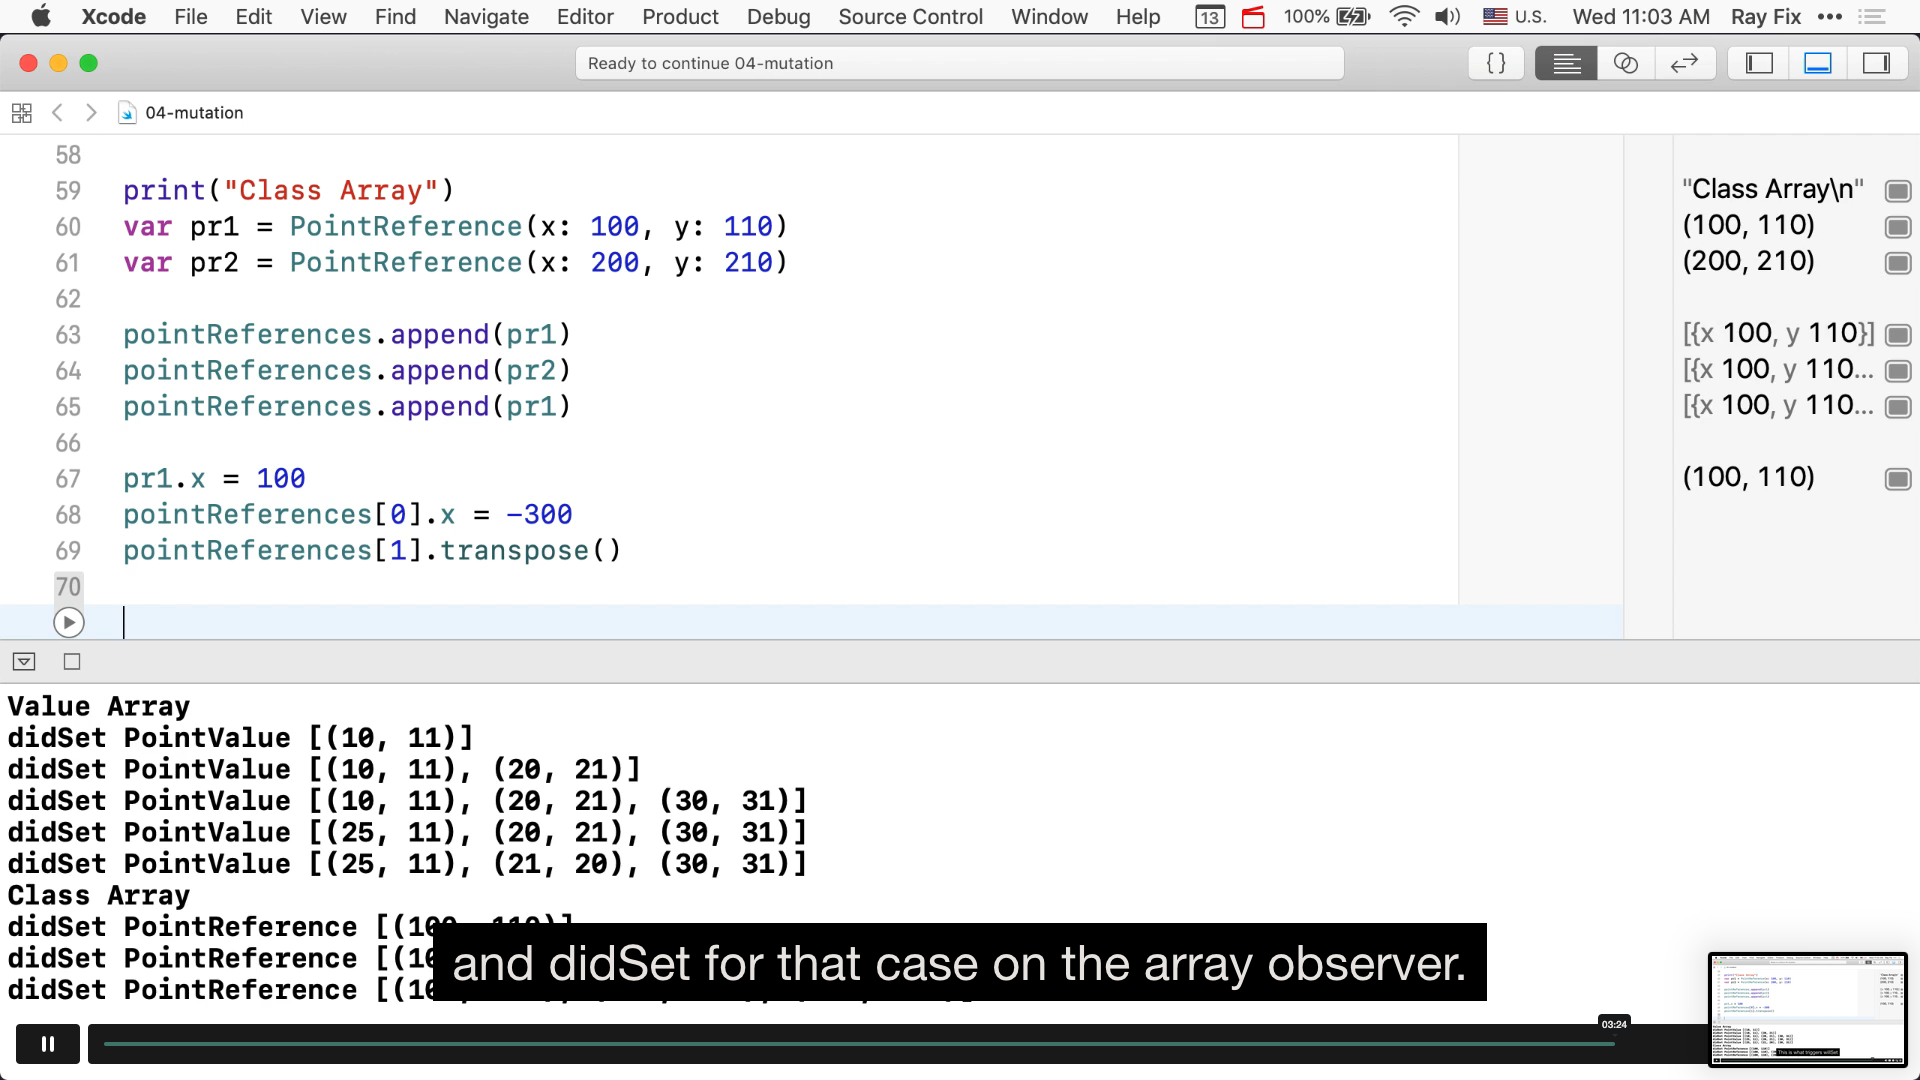 Xcode File Edit View Find Navigate Editor Product Debug Source Control Window Help 13 100% U.S. Wed 11:03 AM Ray Fix •••
Ready to continue 04-mutation {}
04-mutation
58
59 print("Class Array") "Class Array\n"
60 var pr1 = PointReference(x: 100, y: 110) (100, 110)
61 var pr2 = PointReference(x: 200, y: 210) (200, 210)
62
63 pointReferences.append(pr1) [{x 100, y 110}]
64 pointReferences.append(pr2) [{x 100, y 110...
65 pointReferences.append(pr1) [{x 100, y 110...
66
67 pr1.x = 100 (100, 110)
68 pointReferences[0].x = -300
69 pointReferences[1].transpose()
70
Value Array
didSet PointValue [(10, 11)]
didSet PointValue [(10, 11), (20, 21)]
didSet PointValue [(10, 11), (20, 21), (30, 31)]
didSet PointValue [(25, 11), (20, 21), (30, 31)]
didSet PointValue [(25, 11), (21, 20), (30, 31)]
Class Array
didSet PointReference [(100, 110)]
didSet PointReference [(10
didSet PointReference [(10
and didSet for that case on the array observer.
03:24